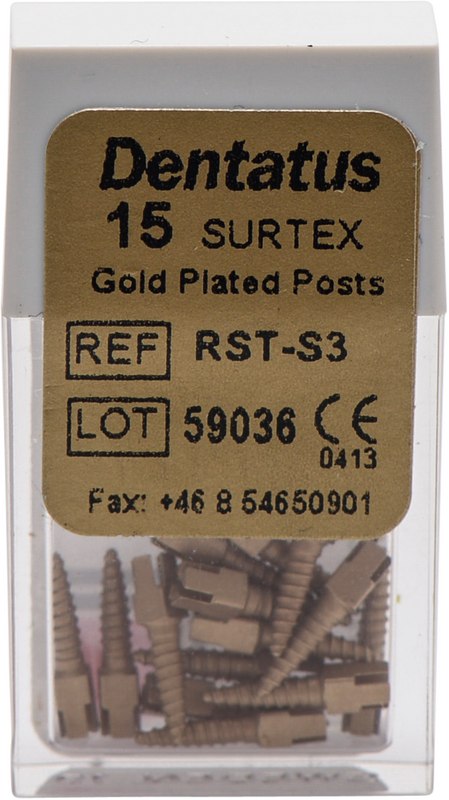 Dentatus
15 SURTEX
Gold Plated Posts
REF RST-S3
LOT 59036 CE
0413
Fax: +46 8 54650901